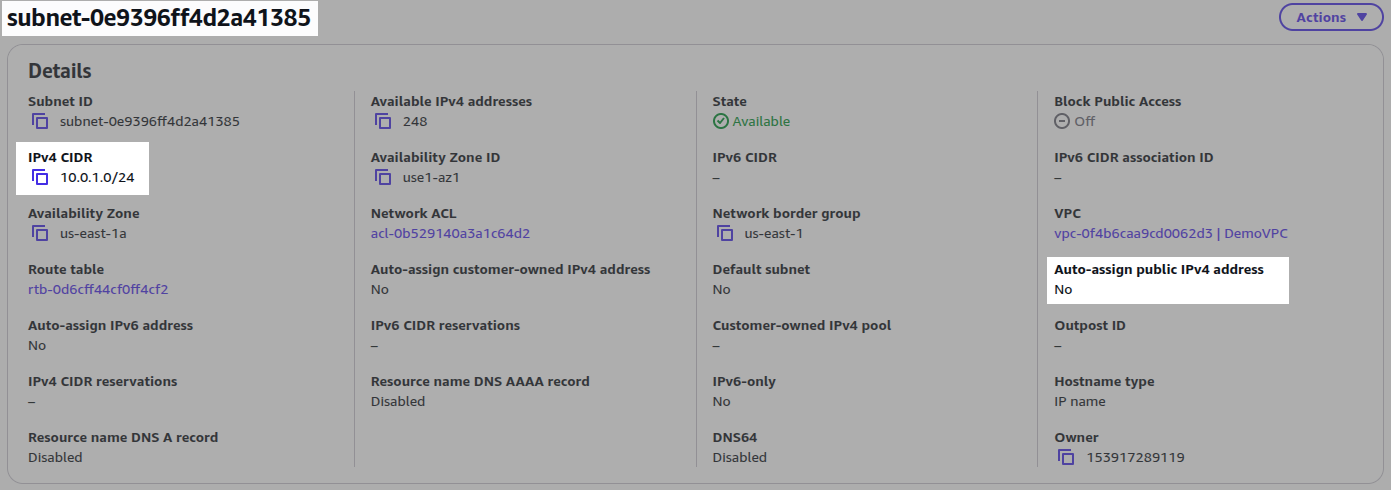 subnet-0e9396ff4d2a41385
Actions
Details
Subnet ID
subnet-0e9396ff4d2a41385
Available IPv4 addresses
248
State
Available
Block Public Access
Off
IPv4 CIDR
10.0.1.0/24
Availability Zone ID
use1-az1
IPv6 CIDR
–
IPv6 CIDR association ID
–
Availability Zone
us-east-1a
Network ACL
acl-0b529140a3a1c64d2
Network border group
us-east-1
VPC
vpc-0f4b6caa9cd0062d3 | DemoVPC
Route table
rtb-0d6cff44cf0ff4cf2
Auto-assign customer-owned IPv4 address
No
Default subnet
No
Auto-assign public IPv4 address
No
Auto-assign IPv6 address
No
IPv6 CIDR reservations
–
Customer-owned IPv4 pool
–
Outpost ID
–
IPv4 CIDR reservations
–
Resource name DNS AAAA record
Disabled
IPv6-only
No
Hostname type
IP name
Resource name DNS A record
Disabled
DNS64
Disabled
Owner
153917289119